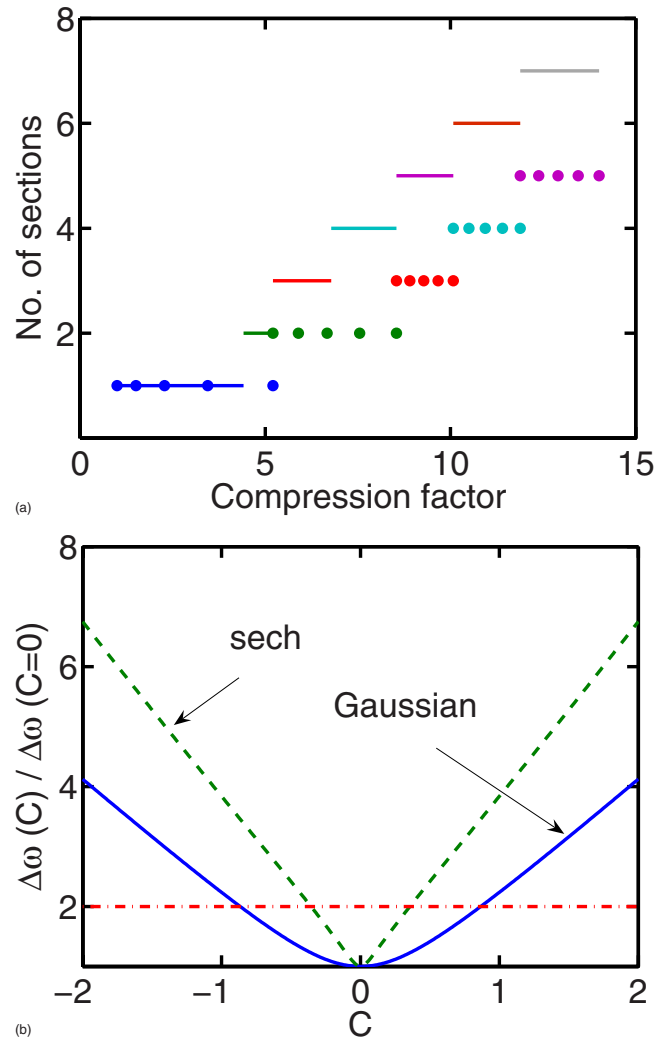 8
6
4
2
No. of sections
0
5
10
15
Compression factor
(a)
8
6
4
2
Δω (C) / Δω (C=0)
sech
Gaussian
−2
−1
0
1
2
C
(b)